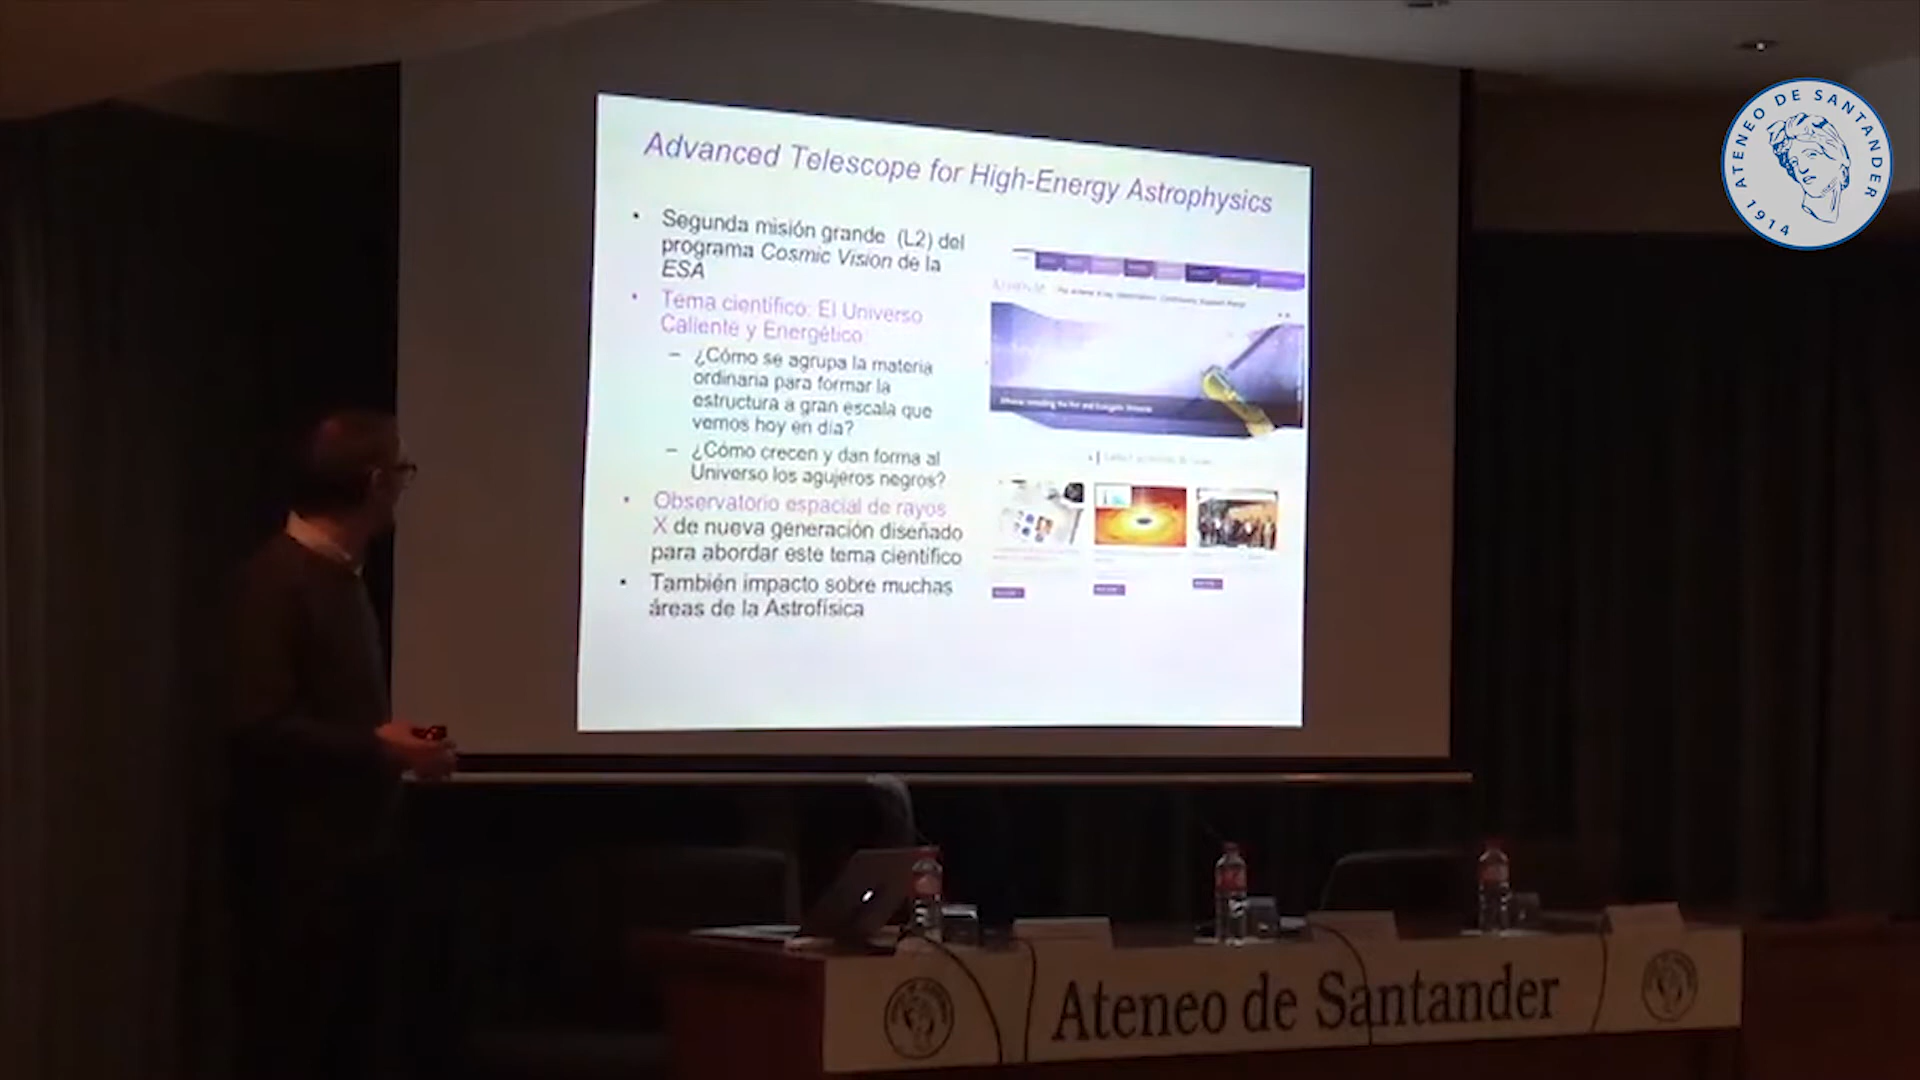 Advanced Telescope for High-Energy Astrophysics
• Segunda misión grande (L2) del
programa Cosmic Vision de la
ESA
• Tema científico: El Universo
Caliente y Energético:
– ¿Cómo se agrupa la materia
ordinaria para formar la
estructura a gran escala que
vemos hoy en día?
– ¿Cómo crecen y dan forma al
Universo los agujeros negros?
• Observatorio espacial de rayos
X de nueva generación diseñado
para abordar este tema científico
• También impacto sobre muchas
áreas de la Astrofísica
ATENEO DE SANTANDER
1914
Ateneo de Santander